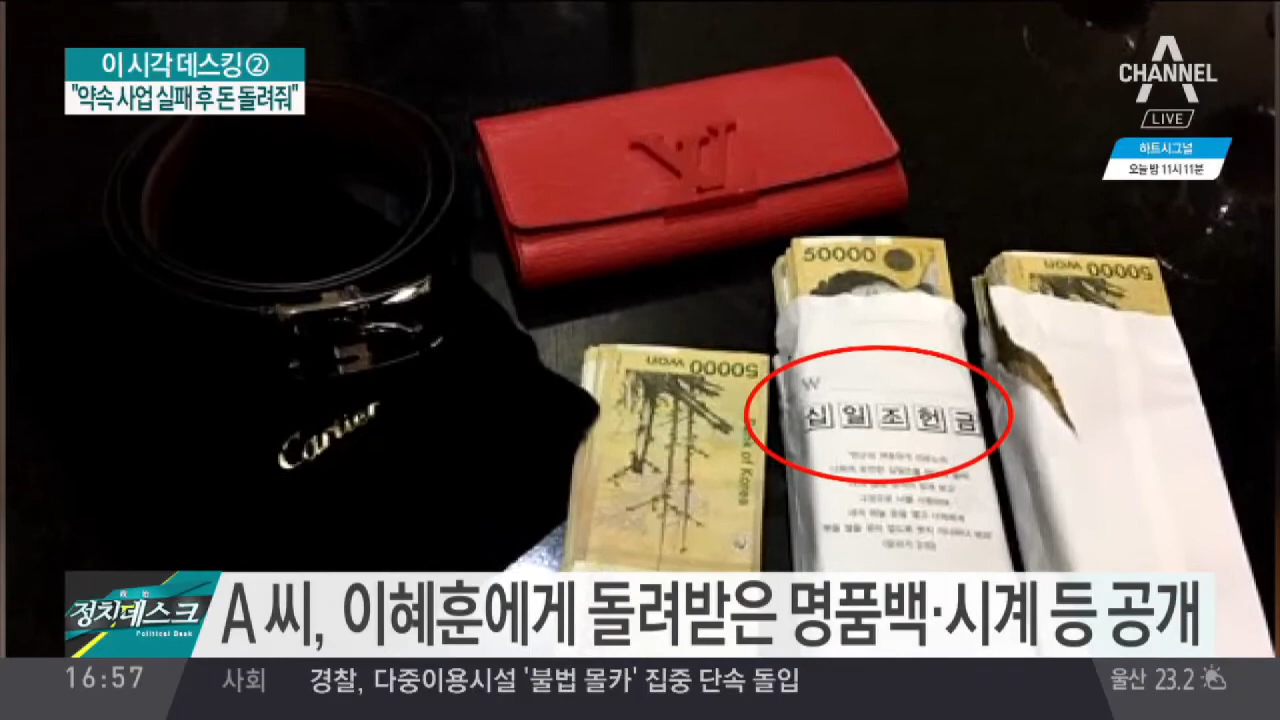 이 시각 데스킹 ②
"약속 사업 실패 후 돈 돌려줘"
CHANNEL
LIVE
하트시그널
오늘 밤 11시 11분
50000
50000 won
50000 won
of Korea
Cartier
W
십일조헌금
정치데스크
Political Desk
A 씨, 이혜훈에게 돌려받은 명품백·시계 등 공개
16:57 사회 경찰, 다중이용시설 '불법 몰카' 집중 단속 돌입 울산 23.2